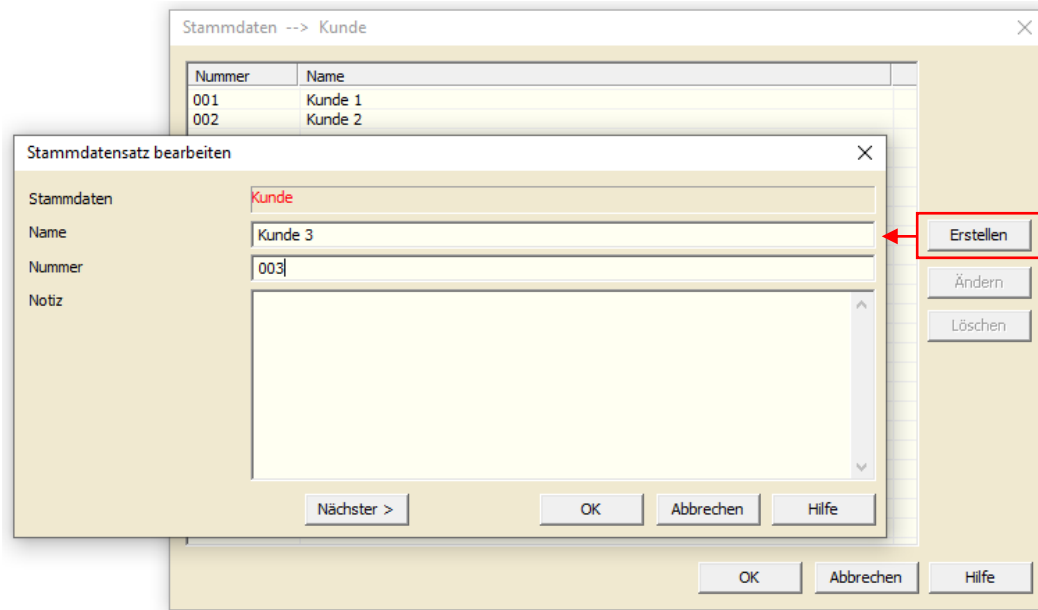 Stammdaten --> Kunde
Nummer Name
001 Kunde 1
002 Kunde 2
Stammdatensatz bearbeiten
Stammdaten Kunde
Name Kunde 3
Nummer 003
Notiz
Nächster > OK Abbrechen Hilfe
Erstellen
Ändern
Löschen
OK Abbrechen Hilfe